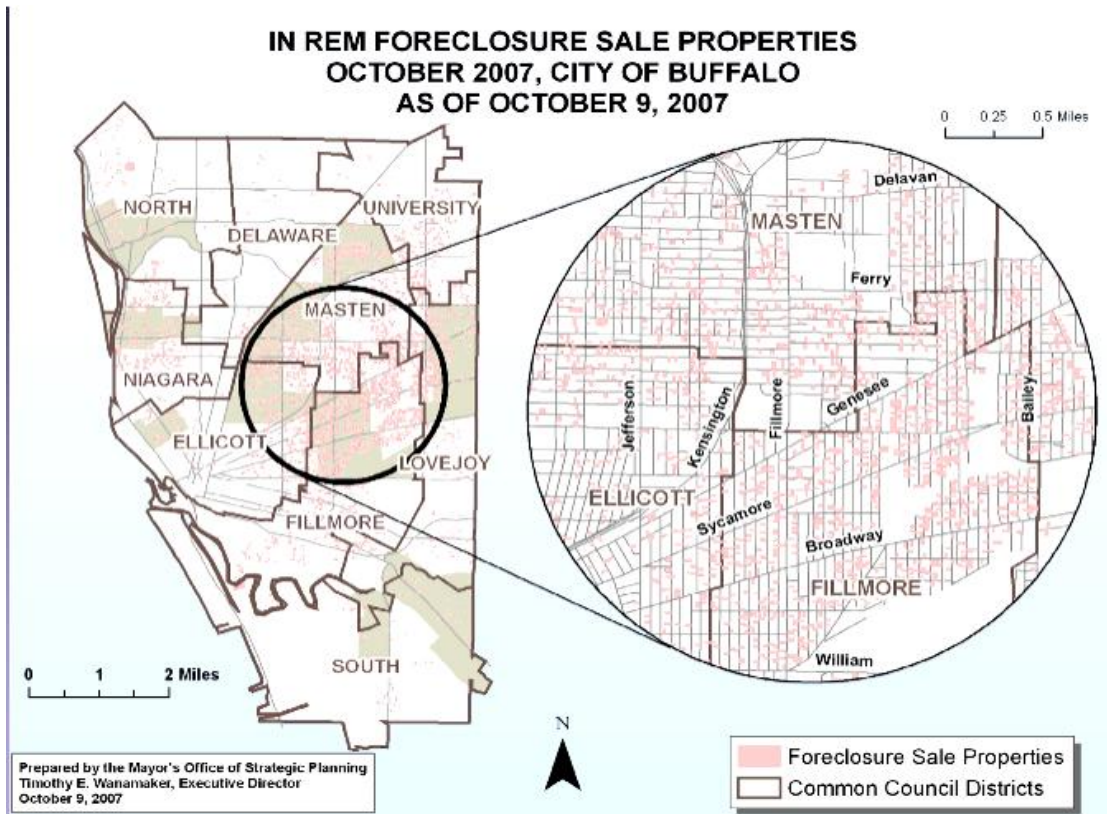 IN REM FORECLOSURE SALE PROPERTIES
OCTOBER 2007, CITY OF BUFFALO
AS OF OCTOBER 9, 2007
0 0.25 0.5 Miles
NORTH
UNIVERSITY
DELAWARE
MASTEN
NIAGARA
ELLICOTT
LOVEJOY
FILLMORE
SOUTH
0 1 2 Miles
Delavan
MASTEN
Ferry
Jefferson
Kensington
Fillmore
Genesee
Bailey
ELLICOTT
Sycamore
Broadway
FILLMORE
William
N
Prepared by the Mayor's Office of Strategic Planning
Timothy E. Wanamaker, Executive Director
October 9, 2007
Foreclosure Sale Properties
Common Council Districts